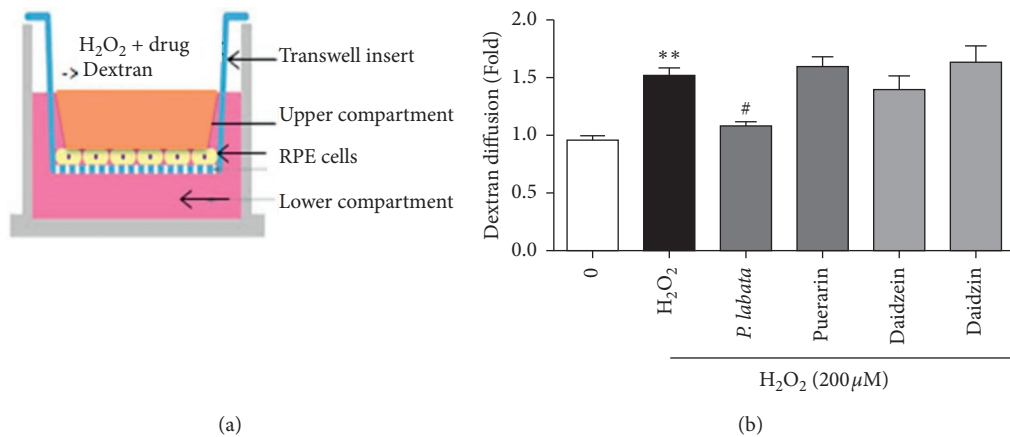 H₂O₂ + drug
Dextran
Transwell insert
Upper compartment
RPE cells
Lower compartment
(a)
Dextran diffusion (Fold)
2.0
1.5
1.0
0.5
0.0
**
#
0
H₂O₂
P. labata
Puerarin
Daidzein
Daidzin
H₂O₂ (200 μM)
(b)